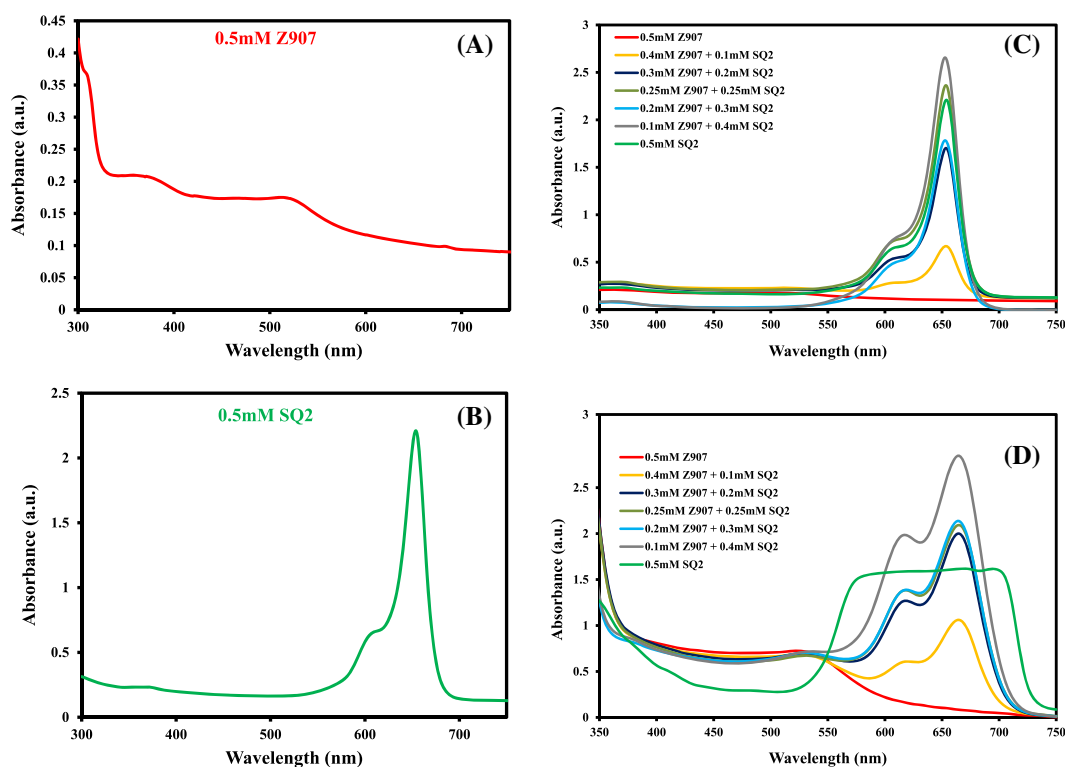 0.5mM Z907
(A)
Absorbance (a.u.)
0.45
0.4
0.35
0.3
0.25
0.2
0.15
0.1
0.05
0
300 400 500 600 700
Wavelength (nm)
0.5mM SQ2
(B)
Absorbance (a.u.)
2.5
2
1.5
1
0.5
0
300 400 500 600 700
Wavelength (nm)
(C)
0.5mM Z907
0.4mM Z907 + 0.1mM SQ2
0.3mM Z907 + 0.2mM SQ2
0.25mM Z907 + 0.25mM SQ2
0.2mM Z907 + 0.3mM SQ2
0.1mM Z907 + 0.4mM SQ2
0.5mM SQ2
Absorbance (a.u.)
3
2.5
2
1.5
1
0.5
0
350 400 450 500 550 600 650 700 750
Wavelength (nm)
(D)
0.5mM Z907
0.4mM Z907 + 0.1mM SQ2
0.3mM Z907 + 0.2mM SQ2
0.25mM Z907 + 0.25mM SQ2
0.2mM Z907 + 0.3mM SQ2
0.1mM Z907 + 0.4mM SQ2
0.5mM SQ2
Absorbance (a.u.)
3
2.5
2
1.5
1
0.5
0
350 400 450 500 550 600 650 700 750
Wavelength (nm)